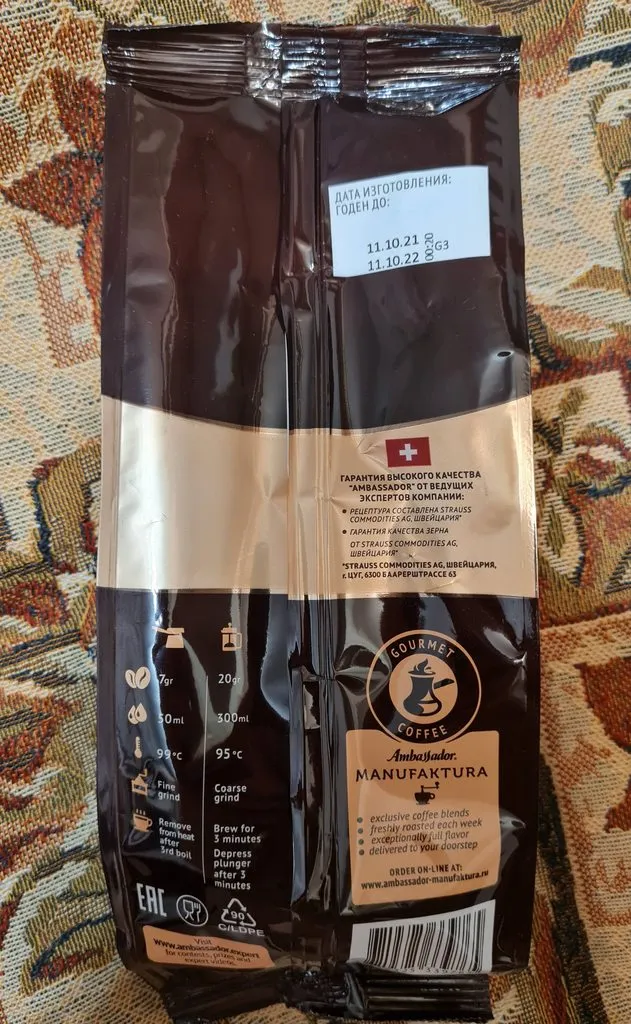 ДАТА ИЗГОТОВЛЕНИЯ:
ГОДЕН ДО:
11.10.21
11.10.22
00:20
G3
ГАРАНТИЯ ВЫСОКОГО КАЧЕСТВА
"AMBASSADOR" ОТ ВЕДУЩИХ
ЭКСПЕРТОВ КОМПАНИИ:
• РЕЦЕПТУРА СОСТАВЛЕНА STRAUSS
COMMODITIES AG, ШВЕЙЦАРИЯ*
• ГАРАНТИЯ КАЧЕСТВА ЗЕРНА
ОТ STRAUSS COMMODITIES AG,
ШВЕЙЦАРИЯ*
*STRAUSS COMMODITIES AG, ШВЕЙЦАРИЯ,
г. ЦУГ, 6300 БААРЕРШТРАССЕ 63
7gr
20gr
50ml
300ml
99°C
95°C
Fine
grind
Coarse
grind
Remove
from heat
after
3rd boil
Brew for
3 minutes
Depress
plunger
after 3
minutes
EAC
90
C/LDPE
Visit
www.ambassador.expert
for contests, prizes and
expert videos.
GOURMET
COFFEE
Ambassador.
MANUFAKTURA
• exclusive coffee blends
• freshly roasted each week
• exceptionally full flavor
• delivered to your doorstep
ORDER ON-LINE AT:
www.ambassador-manufaktura.ru